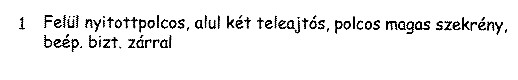 1 Felül nyitottpolcos, alul két teleajtós, polcos magas szekrény,
beép. bizt. zárral